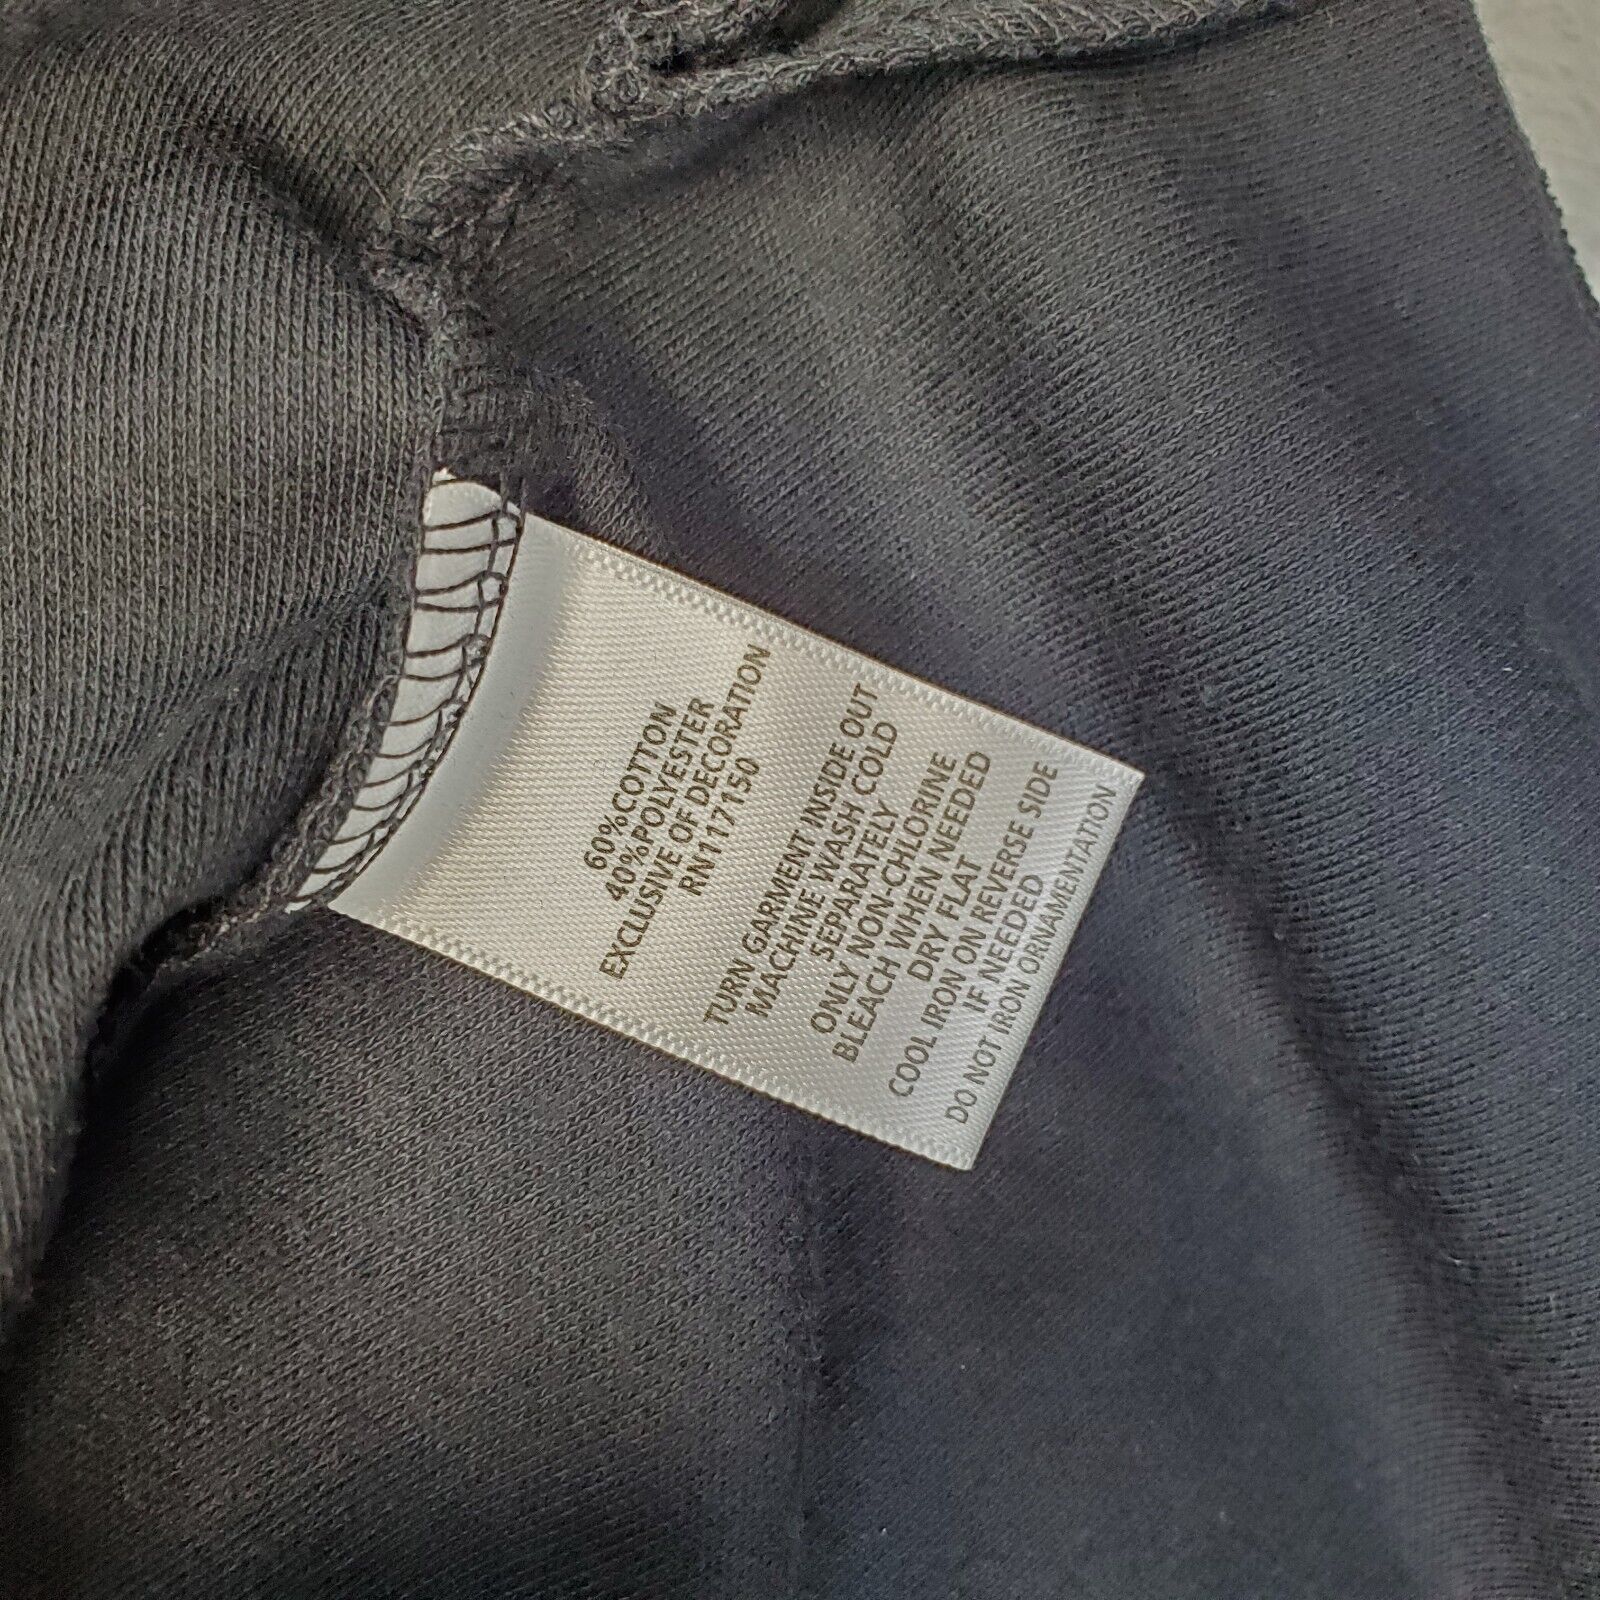 60%COTTON
40%POLYESTER
EXCLUSIVE OF DECORATION
RN117150
TURN GARMENT INSIDE OUT
MACHINE WASH COLD
SEPARATELY
ONLY NON-CHLORINE
BLEACH WHEN NEEDED
DRY FLAT
COOL IRON ON REVERSE SIDE
IF NEEDED
DO NOT IRON ORNAMENTATION